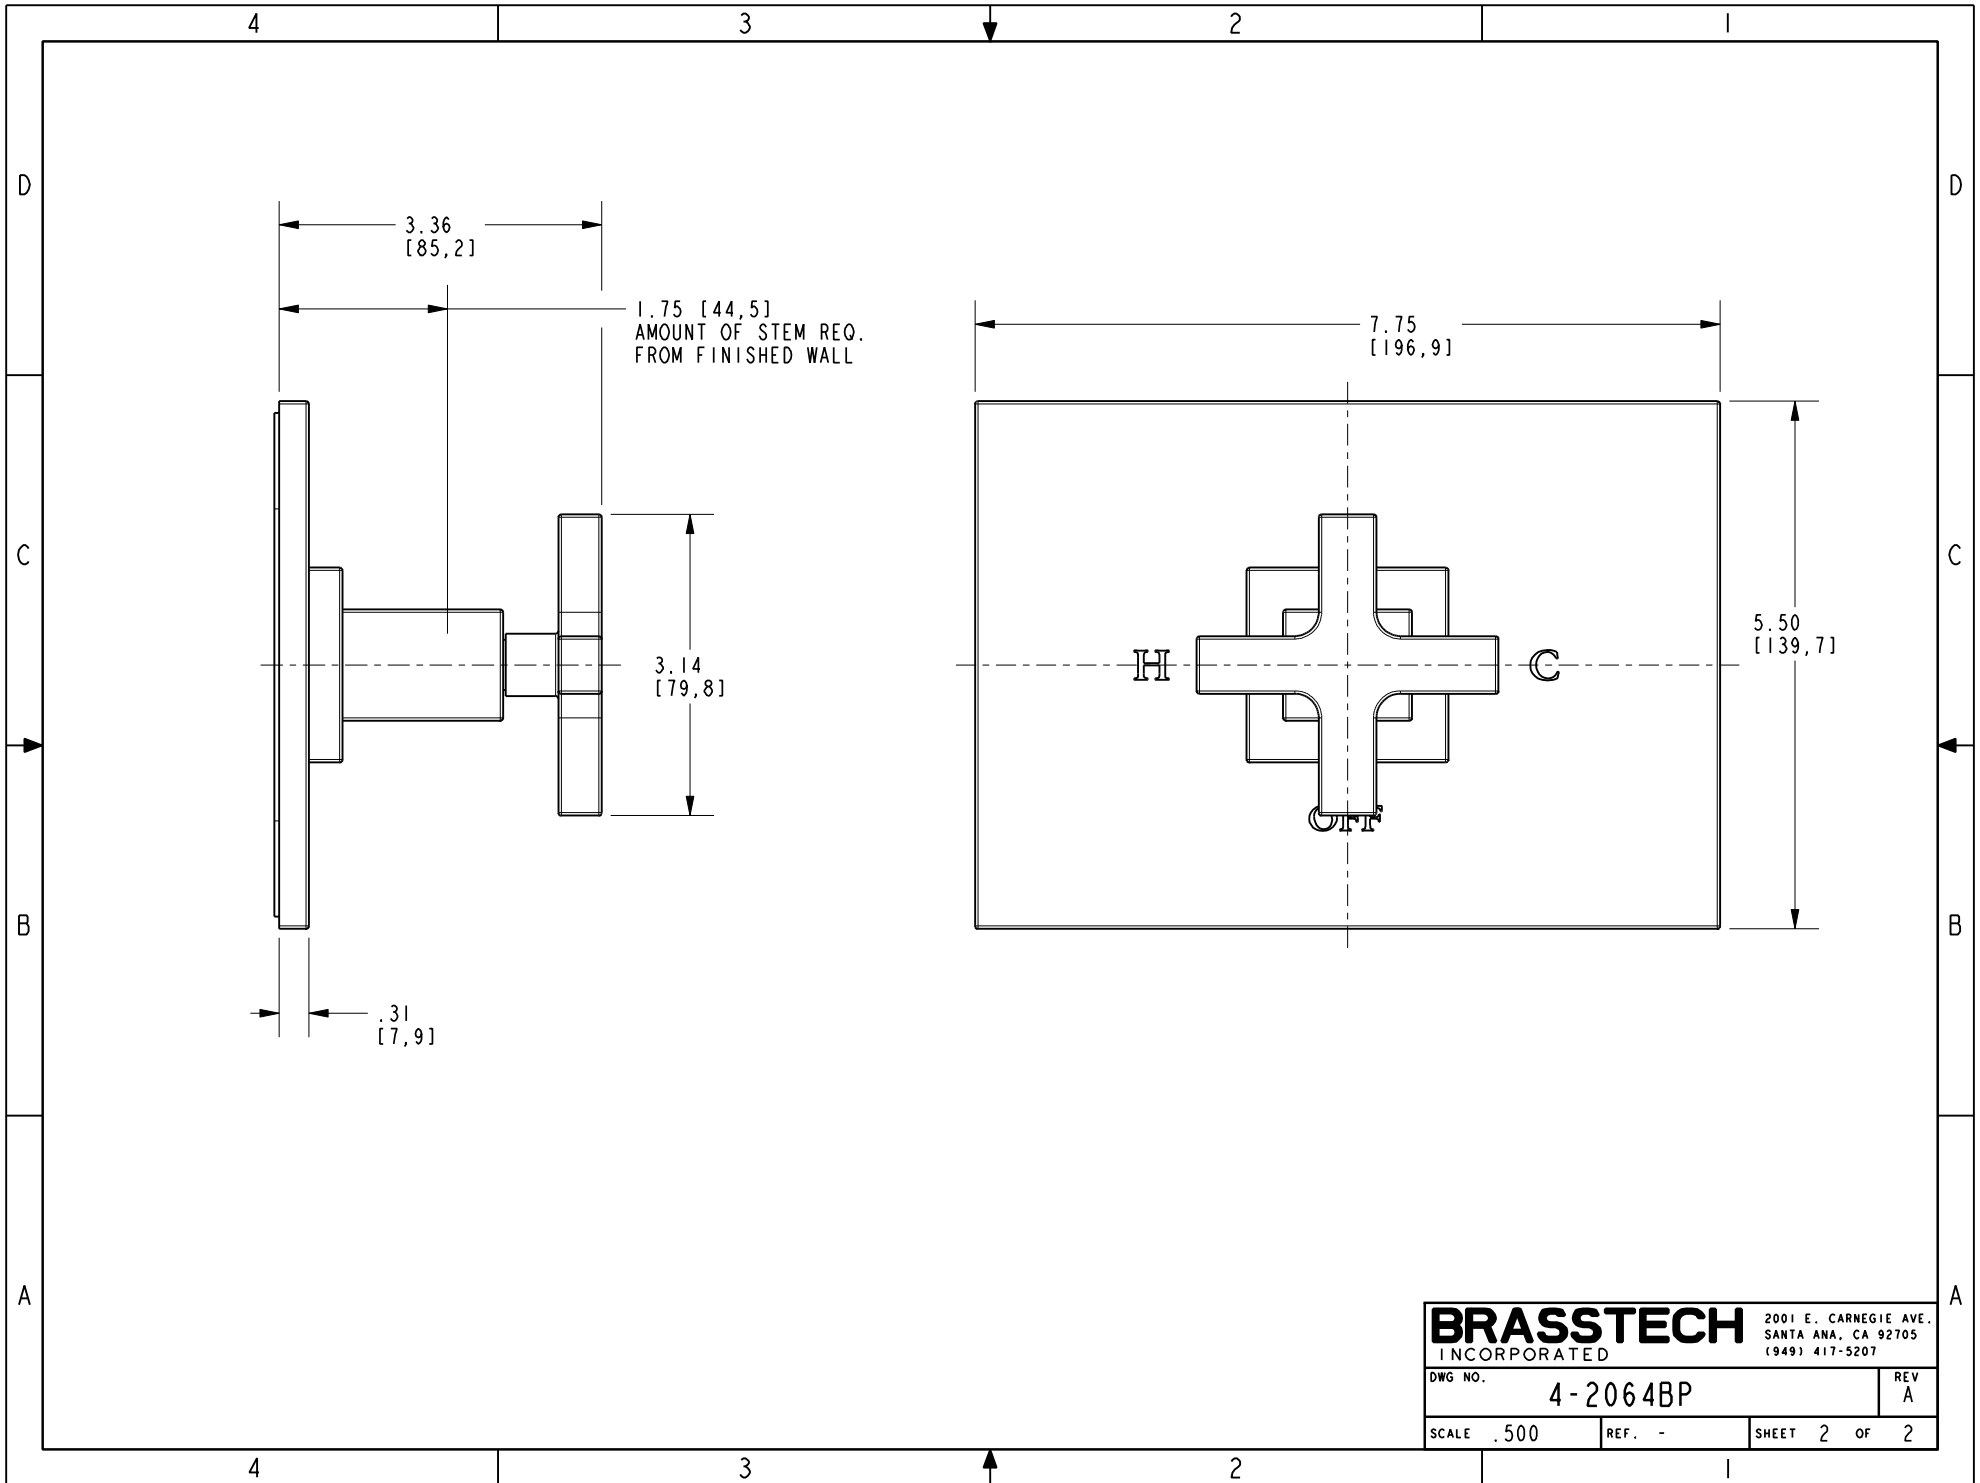 4 3 2 1
D D
3.36
[85,2]
1.75 [44,5]
AMOUNT OF STEM REQ.
FROM FINISHED WALL
7.75
[196,9]
C C
5.50
[139,7]
3.14
[79,8]
H C
OFF
B B
.31
[7,9]
A A
BRASSTECH
INCORPORATED
2001 E. CARNEGIE AVE.
SANTA ANA, CA 92705
(949) 417-5207
DWG NO.
4-2064BP
REV
A
SCALE .500 REF. - SHEET 2 OF 2
4 3 2 1